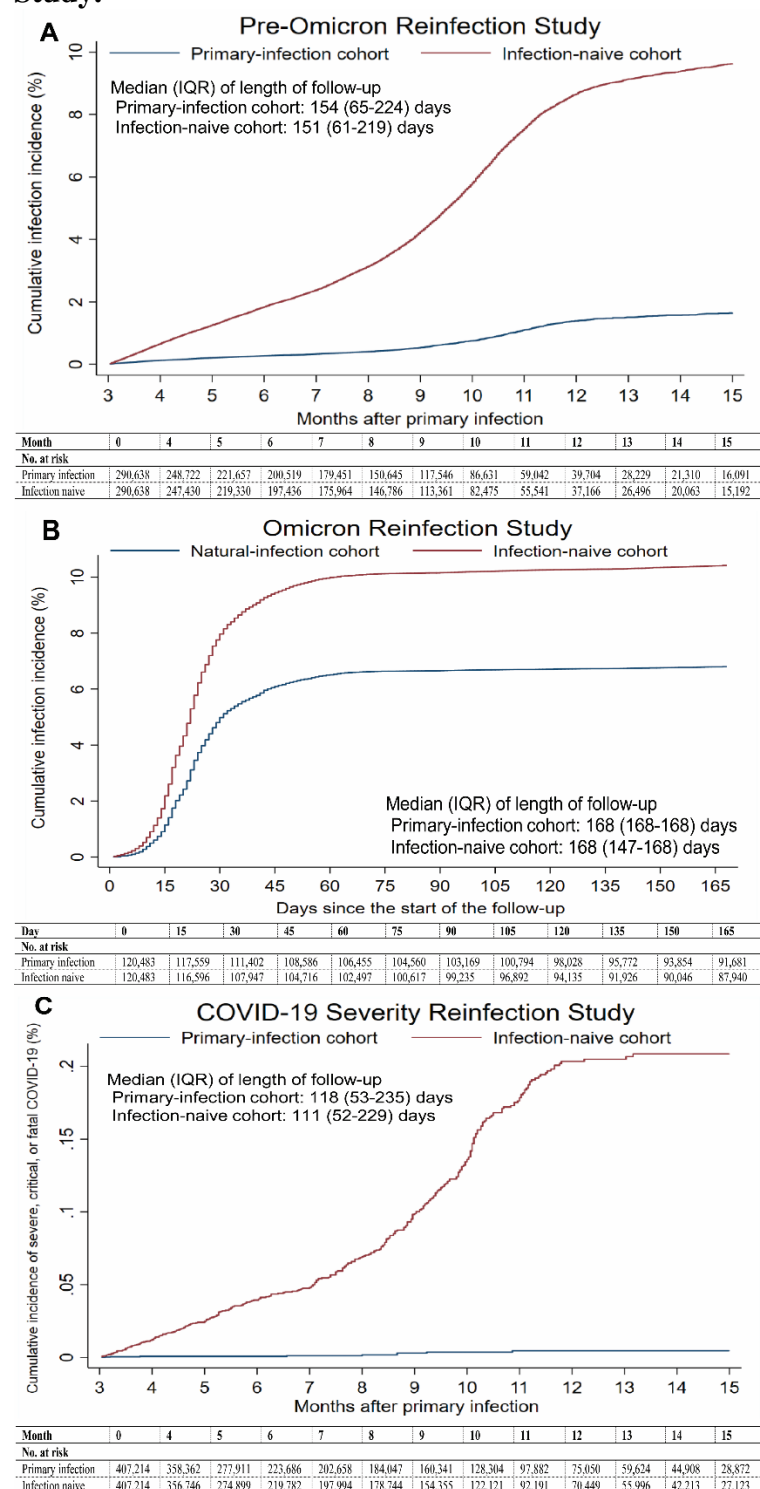 Study.
A
Pre-Omicron Reinfection Study
Primary-infection cohort Infection-naive cohort
Median (IQR) of length of follow-up
Primary-infection cohort: 154 (65-224) days
Infection-naive cohort: 151 (61-219) days
Cumulative infection incidence (%)
10
8
6
4
2
0
3 4 5 6 7 8 9 10 11 12 13 14 15
Months after primary infection
Month 0 4 5 6 7 8 9 10 11 12 13 14 15
No. at risk
Primary infection 290,638 248,722 221,657 200,519 179,451 150,645 117,546 86,631 59,042 39,704 28,229 21,310 16,091
Infection naive 290,638 247,430 219,330 197,436 175,964 146,786 113,361 82,475 55,541 37,166 26,496 20,063 15,192
B
Omicron Reinfection Study
Natural-infection cohort Infection-naive cohort
Cumulative infection incidence (%)
10
8
6
4
2
0
Median (IQR) of length of follow-up
Primary-infection cohort: 168 (168-168) days
Infection-naive cohort: 168 (147-168) days
0 15 30 45 60 75 90 105 120 135 150 165
Days since the start of the follow-up
Day 0 15 30 45 60 75 90 105 120 135 150 165
No. at risk
Primary infection 120,483 117,559 111,402 108,586 106,455 104,560 103,169 100,794 98,028 95,772 93,854 91,681
Infection naive 120,483 116,596 107,947 104,716 102,497 100,617 99,235 96,892 94,135 91,926 90,046 87,940
C
COVID-19 Severity Reinfection Study
Primary-infection cohort Infection-naive cohort
Median (IQR) of length of follow-up
Primary-infection cohort: 118 (53-235) days
Infection-naive cohort: 111 (52-229) days
Cumulative incidence of severe, critical, or fatal COVID-19 (%)
.2
.15
.1
.05
0
3 4 5 6 7 8 9 10 11 12 13 14 15
Months after primary infection
Month 0 4 5 6 7 8 9 10 11 12 13 14 15
No. at risk
Primary infection 407,214 358,362 277,911 223,686 202,658 184,047 160,341 128,304 97,882 75,050 59,624 44,908 28,872
Infection naive 407,214 356,746 274,899 219,782 197,994 178,744 154,355 122,121 92,191 70,449 55,996 42,213 27,123